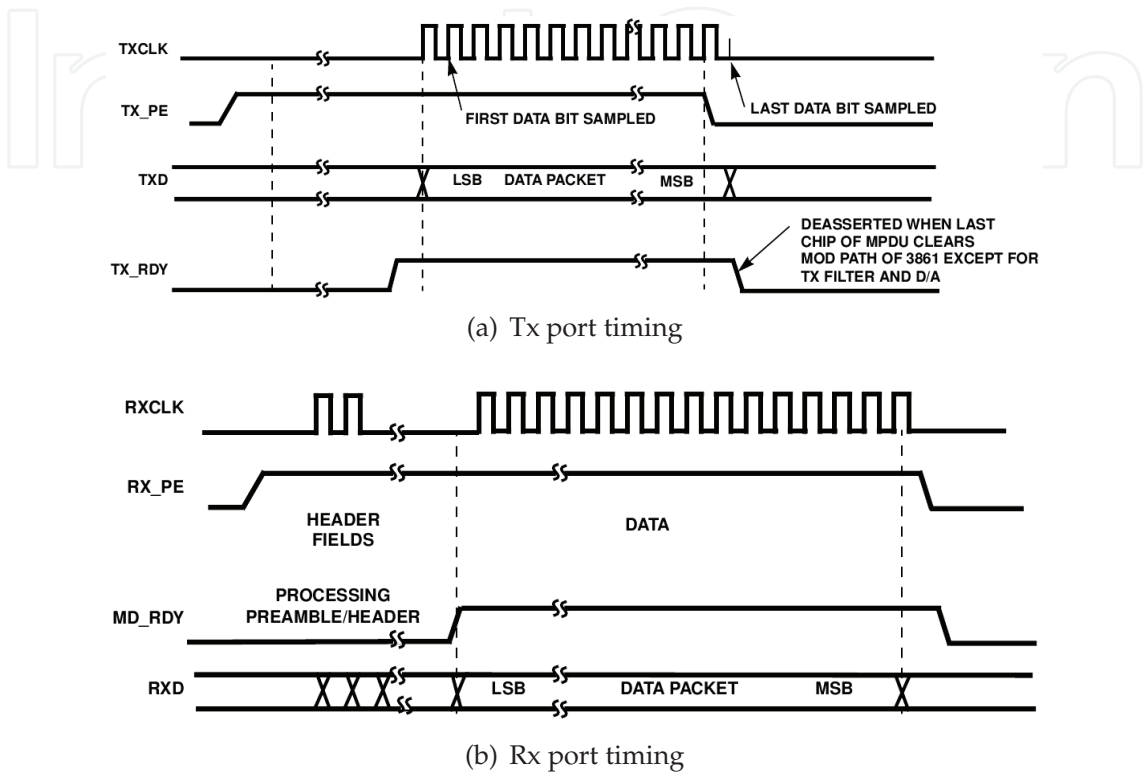 TXCLK
FIRST DATA BIT SAMPLED
LAST DATA BIT SAMPLED
TX_PE
TXD
LSB DATA PACKET MSB
DEASSERTED WHEN LAST
CHIP OF MPDU CLEARS
MOD PATH OF 3861 EXCEPT FOR
TX FILTER AND D/A
TX_RDY
(a) Tx port timing
RXCLK
RX_PE
HEADER
FIELDS
DATA
PROCESSING
PREAMBLE/HEADER
MD_RDY
RXD
LSB DATA PACKET MSB
(b) Rx port timing